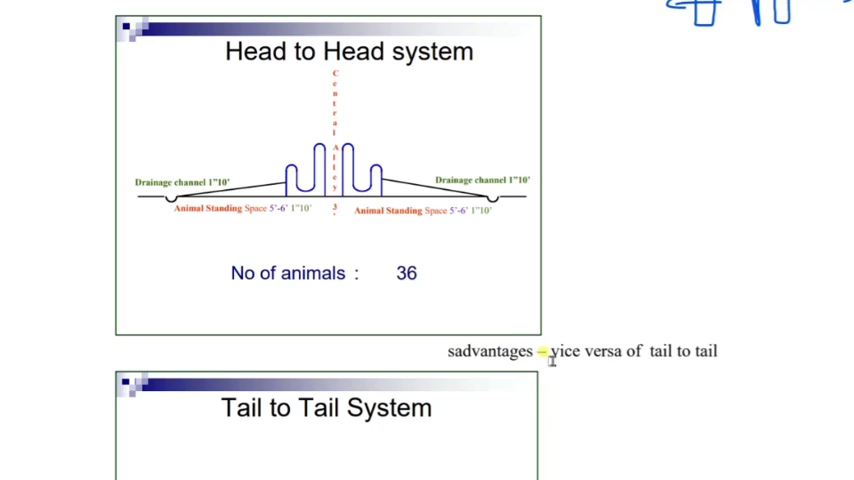 Head to Head system
Central Alley 3'
Drainage channel 1"10'
Drainage channel 1"10'
Animal Standing Space 5'-6' 1"10'
Animal Standing Space 5'-6' 1"10'
No of animals : 36
sadvantages – vice versa of tail to tail
Tail to Tail System